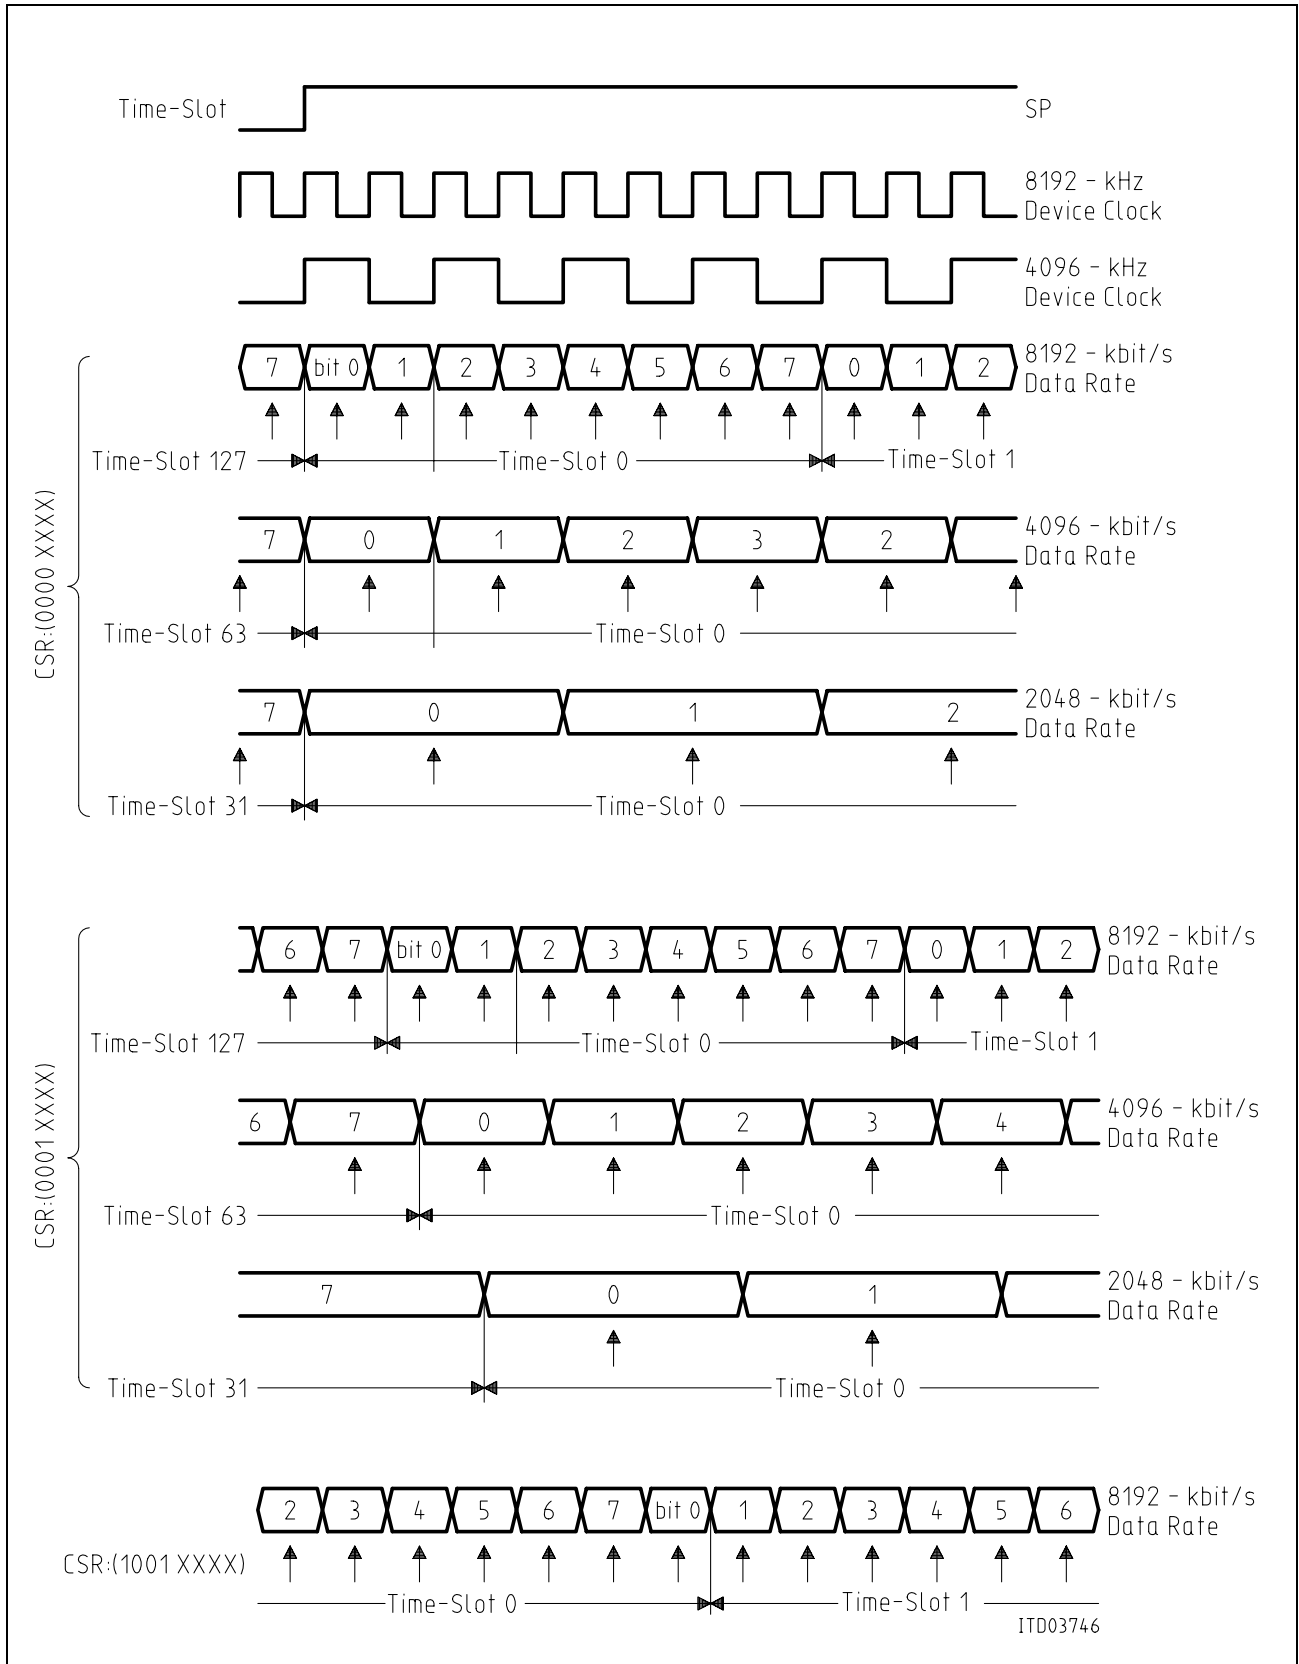 Time-Slot SP
8192 - kHz
Device Clock
4096 - kHz
Device Clock
CSR:(0000 XXXX)
7 bit 0 1 2 3 4 5 6 7 0 1 2 8192 - kbit/s
Data Rate
Time-Slot 127 Time-Slot 0 Time-Slot 1
7 0 1 2 3 2 4096 - kbit/s
Data Rate
Time-Slot 63 Time-Slot 0
7 0 1 2 2048 - kbit/s
Data Rate
Time-Slot 31 Time-Slot 0
CSR:(0001 XXXX)
6 7 bit 0 1 2 3 4 5 6 7 0 1 2 8192 - kbit/s
Data Rate
Time-Slot 127 Time-Slot 0 Time-Slot 1
6 7 0 1 2 3 4 4096 - kbit/s
Data Rate
Time-Slot 63 Time-Slot 0
7 0 1 2048 - kbit/s
Data Rate
Time-Slot 31 Time-Slot 0
2 3 4 5 6 7 bit 0 1 2 3 4 5 6 8192 - kbit/s
Data Rate
CSR:(1001 XXXX)
Time-Slot 0 Time-Slot 1
ITD03746